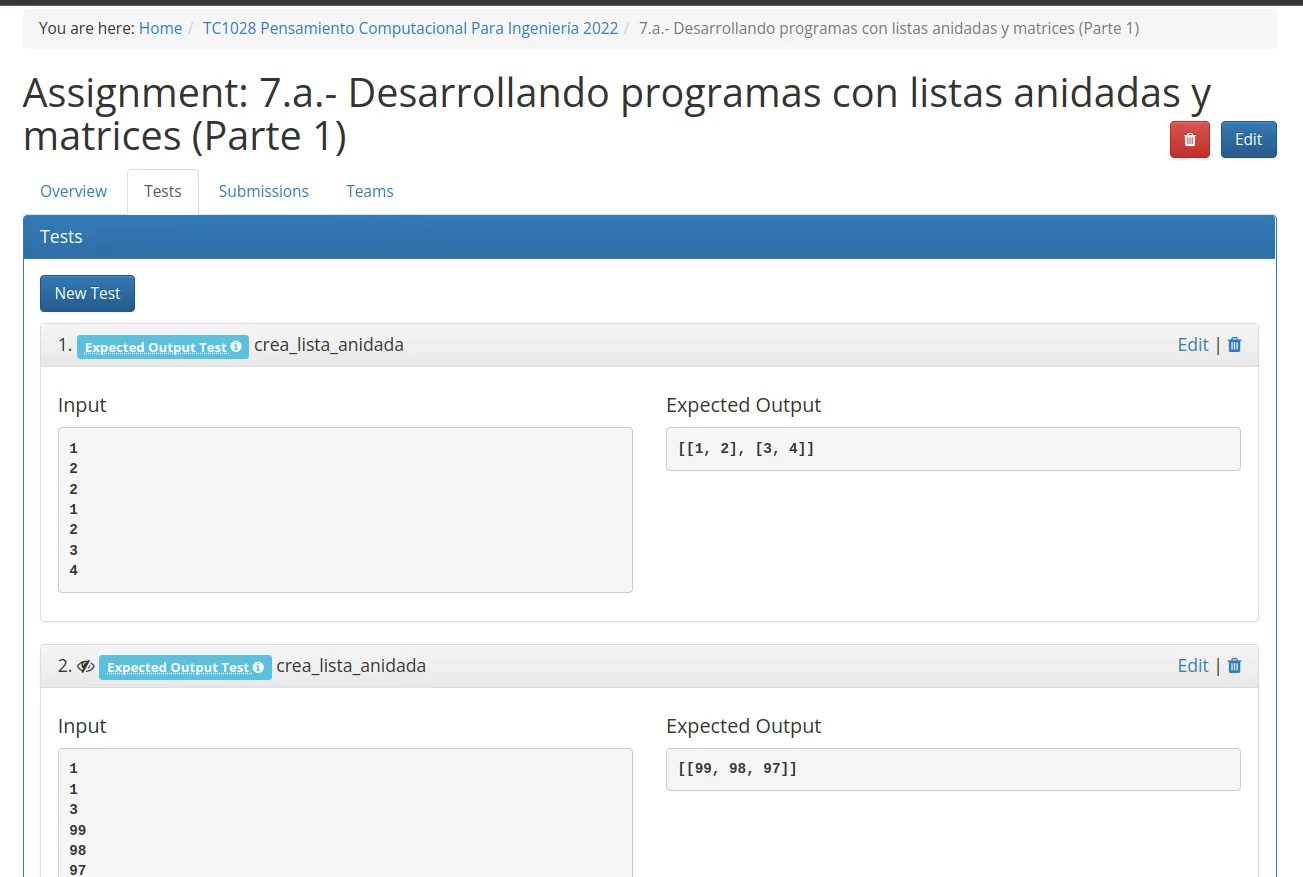 You are here: Home / TC1028 Pensamiento Computacional Para Ingeniería 2022 / 7.a.- Desarrollando programas con listas anidadas y matrices (Parte 1)
Assignment: 7.a.- Desarrollando programas con listas anidadas y
matrices (Parte 1)
Edit
Overview Tests Submissions Teams
Tests
New Test
1. Expected Output Test crea_lista_anidada Edit |
Input Expected Output
1 [[1, 2], [3, 4]]
2
2
1
2
3
4
2. Expected Output Test crea_lista_anidada Edit |
Input Expected Output
1 [[99, 98, 97]]
1
3
99
98
97